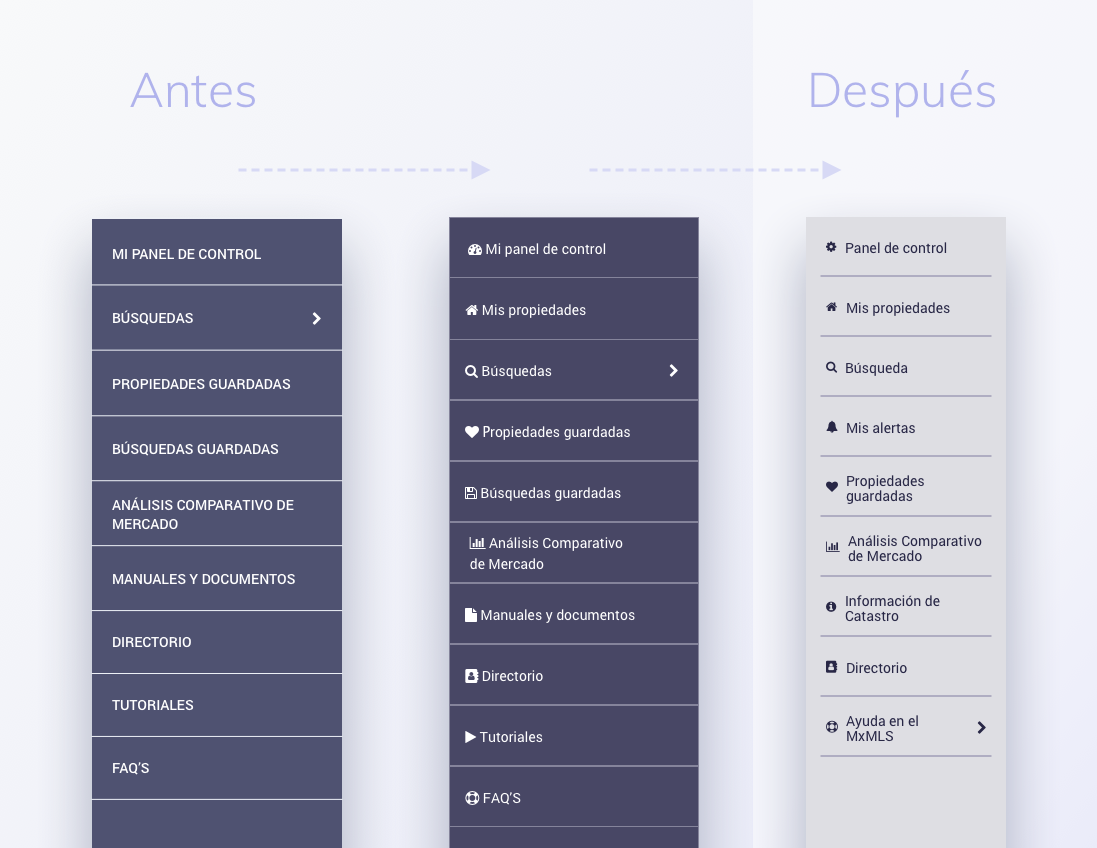 Antes
Después
MI PANEL DE CONTROL
BÚSQUEDAS
PROPIEDADES GUARDADAS
BÚSQUEDAS GUARDADAS
ANÁLISIS COMPARATIVO DE
MERCADO
MANUALES Y DOCUMENTOS
DIRECTORIO
TUTORIALES
FAQ'S
Mi panel de control
Mis propiedades
Búsquedas
Propiedades guardadas
Búsquedas guardadas
Análisis Comparativo
de Mercado
Manuales y documentos
Directorio
Tutoriales
FAQ'S
Panel de control
Mis propiedades
Búsqueda
Mis alertas
Propiedades
guardadas
Análisis Comparativo
de Mercado
Información de
Catastro
Directorio
Ayuda en el
MxMLS